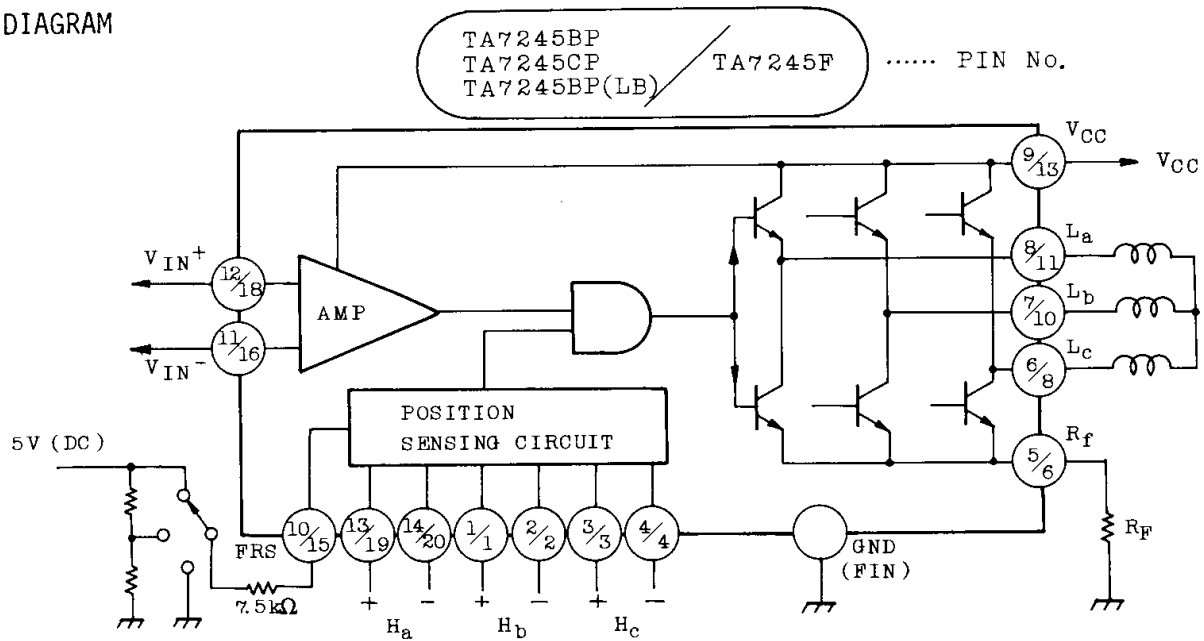 DIAGRAM
TA7245BP
TA7245CP
TA7245BP(LB)
TA7245F
...... PIN No.
VCC
9/13
VCC
VIN+
12/18
AMP
8/11
La
7/10
Lb
VIN-
11/16
6/8
Lc
POSITION
SENSING CIRCUIT
5V (DC)
5/6
Rf
FRS
10/15
13/19
14/20
1/1
2/2
3/3
4/4
GND
(FIN)
RF
7.5kΩ
+ - + - + -
Ha Hb Hc